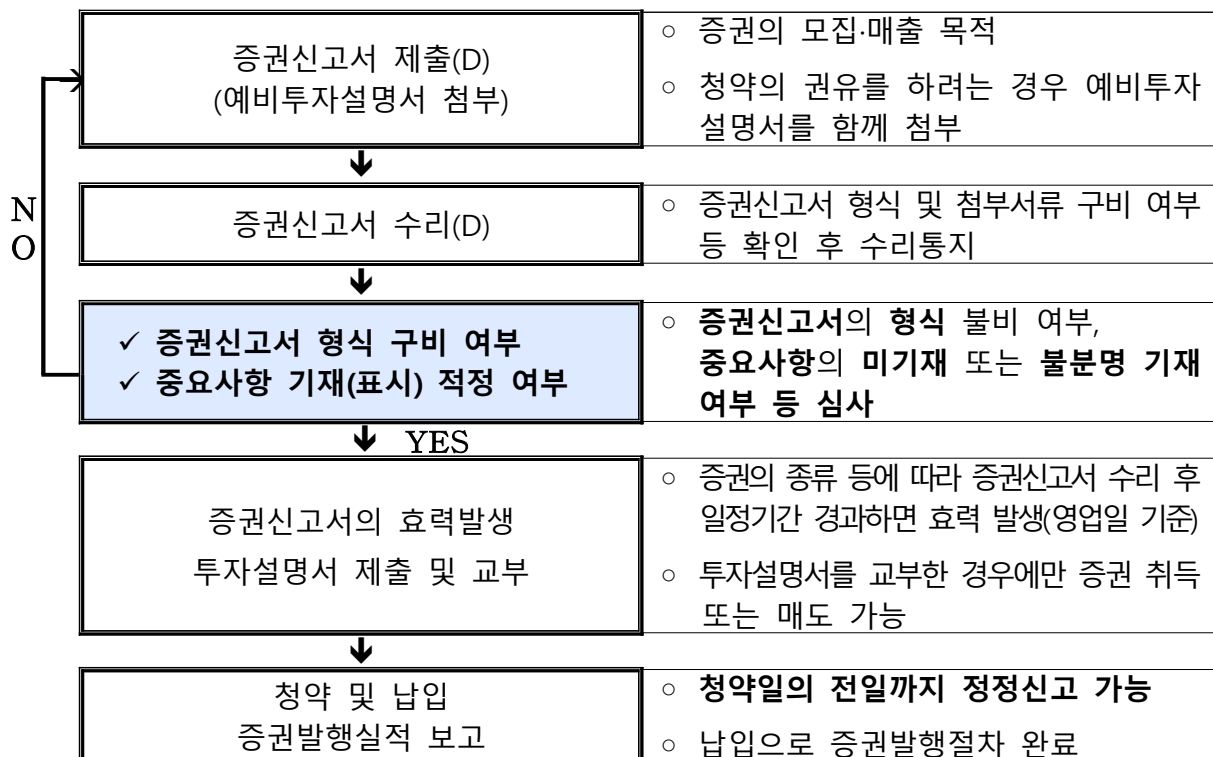 증권신고서 제출(D)
(예비투자설명서 첨부)
◦ 증권의 모집·매출 목적
◦ 청약의 권유를 하려는 경우 예비투자
설명서를 함께 첨부
🡫
증권신고서 수리(D)
◦ 증권신고서 형식 및 첨부서류 구비 여부
등 확인 후 수리통지
N
O
🡫
✓ 증권신고서 형식 구비 여부
✓ 중요사항 기재(표시) 적정 여부
◦ 증권신고서의 형식 불비 여부,
중요사항의 미기재 또는 불분명 기재
여부 등 심사
🡫 YES
증권신고서의 효력발생
투자설명서 제출 및 교부
◦ 증권의 종류 등에 따라 증권신고서 수리 후
일정기간 경과하면 효력 발생(영업일 기준)
◦ 투자설명서를 교부한 경우에만 증권 취득
또는 매도 가능
🡫
청약 및 납입
증권발행실적 보고
◦ 청약일의 전일까지 정정신고 가능
◦ 납입으로 증권발행절차 완료